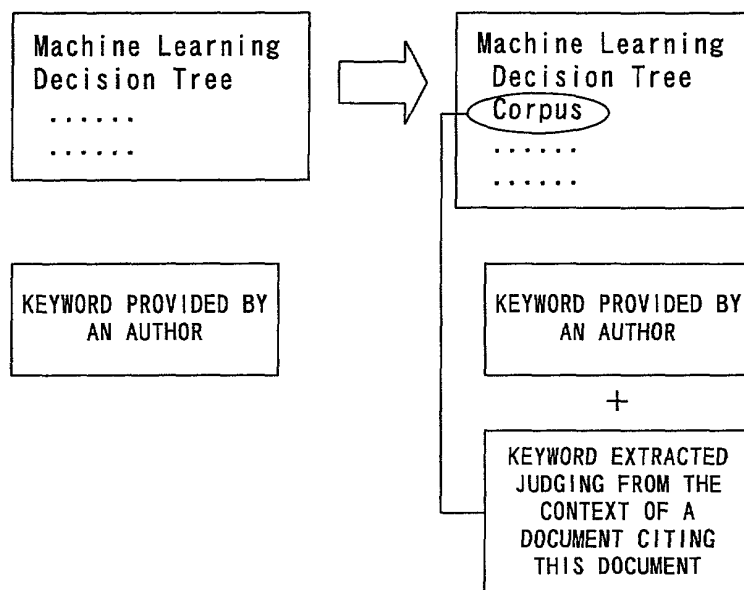 Machine Learning
Decision Tree
......
......
KEYWORD PROVIDED BY
AN AUTHOR
Machine Learning
Decision Tree
Corpus
......
......
KEYWORD PROVIDED BY
AN AUTHOR
+
KEYWORD EXTRACTED
JUDGING FROM THE
CONTEXT OF A
DOCUMENT CITING
THIS DOCUMENT